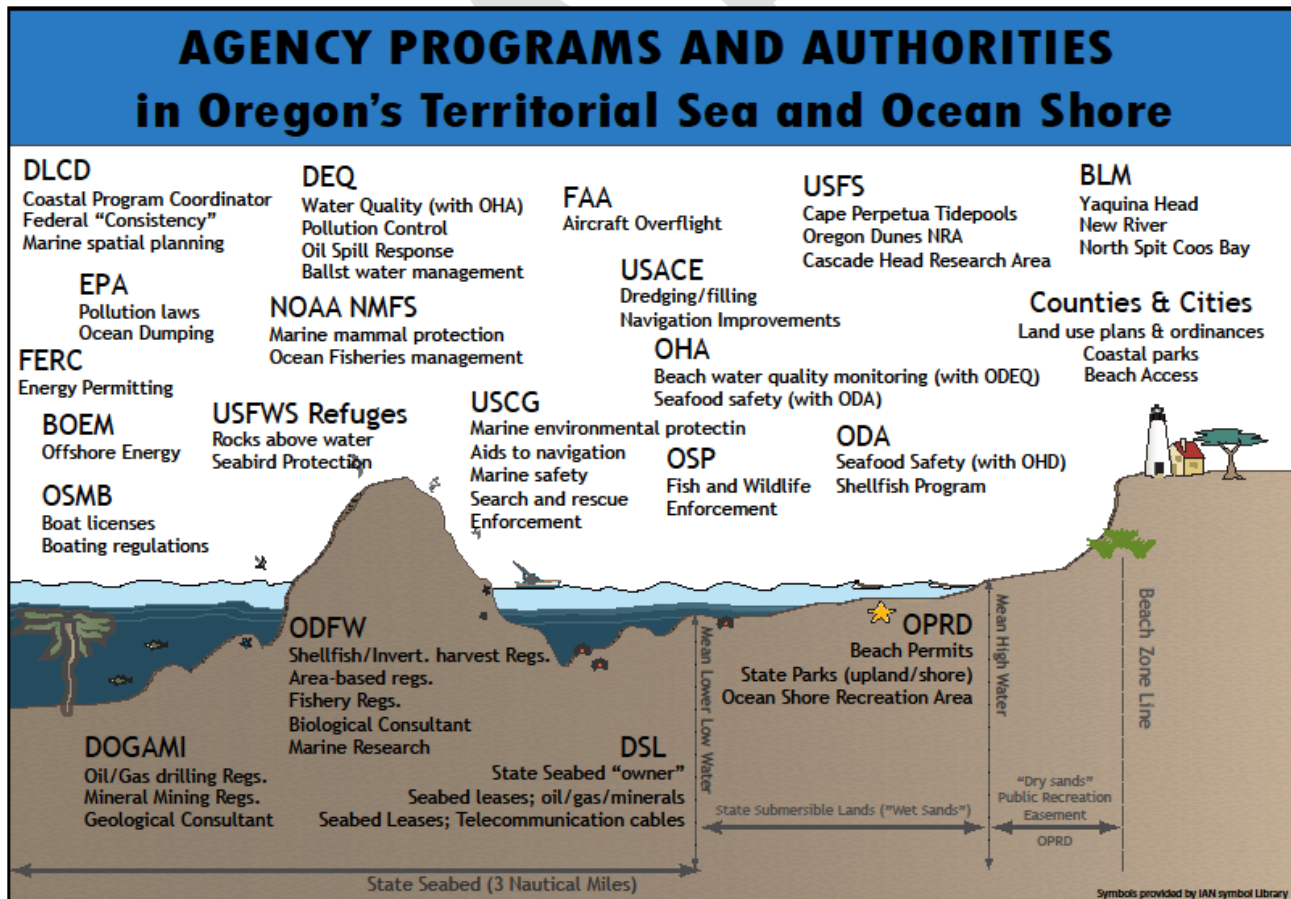 AGENCY PROGRAMS AND AUTHORITIES
in Oregon's Territorial Sea and Ocean Shore
DLCD
Coastal Program Coordinator
Federal “Consistency”
Marine spatial planning
DEQ
Water Quality (with OHA)
Pollution Control
Oil Spill Response
Ballst water management
FAA
Aircraft Overflight
USFS
Cape Perpetua Tidepools
Oregon Dunes NRA
Cascade Head Research Area
BLM
Yaquina Head
New River
North Spit Coos Bay
EPA
Pollution laws
Ocean Dumping
NOAA NMFS
Marine mammal protection
Ocean Fisheries management
USACE
Dredging/filling
Navigation Improvements
Counties & Cities
Land use plans & ordinances
Coastal parks
Beach Access
FERC
Energy Permitting
OHA
Beach water quality monitoring (with ODEQ)
Seafood safety (with ODA)
BOEM
Offshore Energy
USFWS Refuges
Rocks above water
Seabird Protection
USCG
Marine environmental protectin
Aids to navigation
Marine safety
Search and rescue
Enforcement
OSP
Fish and Wildlife
Enforcement
ODA
Seafood Safety (with OHD)
Shellfish Program
OSMB
Boat licenses
Boating regulations
ODFW
Shellfish/Invert. harvest Regs.
Area-based regs.
Fishery Regs.
Biological Consultant
Marine Research
OPRD
Beach Permits
State Parks (upland/shore)
Ocean Shore Recreation Area
Mean Lower Low Water
Mean High Water
Beach Zone Line
DOGAMI
Oil/Gas drilling Regs.
Mineral Mining Regs.
Geological Consultant
DSL
State Seabed “owner”
Seabed leases; oil/gas/minerals
Seabed Leases; Telecommunication cables
State Submersible Lands ("Wet Sands")
"Dry sands"
Public Recreation
Easement
OPRD
State Seabed (3 Nautical Miles)
Symbols provided by IAN symbol Library